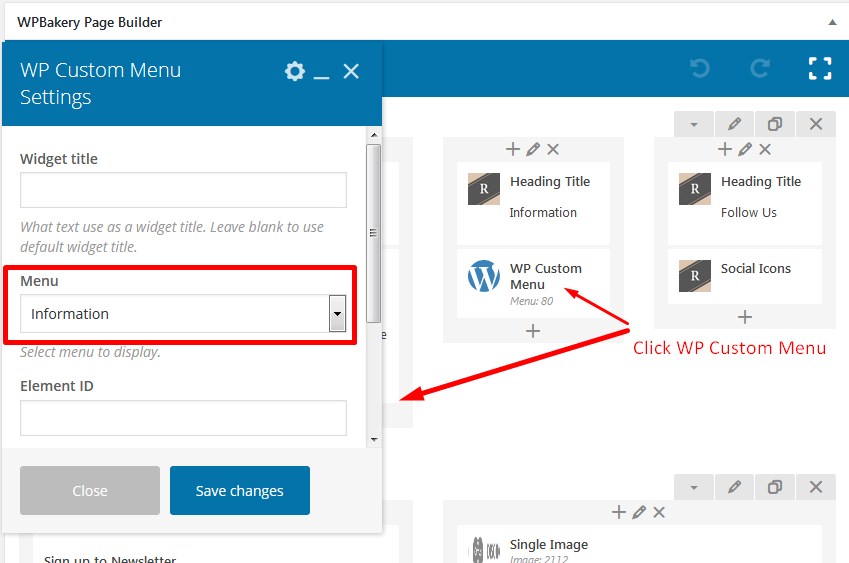 WPBakery Page Builder
WP Custom Menu
Settings
Widget title
What text use as a widget title. Leave blank to use
default widget title.
Menu
Information
Select menu to display.
Element ID
Close
Save changes
R
Heading Title
Information
WP Custom
Menu
Menu: 80
R
Heading Title
Follow Us
R
Social Icons
Click WP Custom Menu
e
Sign up to Newsletter
Single Image
Image: 2112